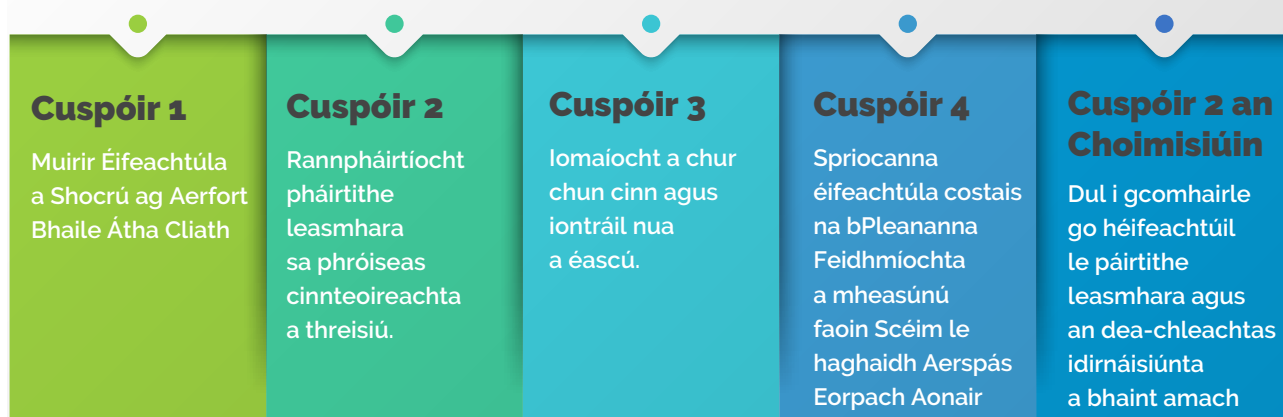 Cuspóir 1
Muirir Éifeachtúla
a Shocrú ag Aerfort
Bhaile Átha Cliath
Cuspóir 2
Rannpháirtíocht
pháirtithe
leasmhara
sa phróiseas
cinnteoireachta
a threisiú.
Cuspóir 3
Iomaíocht a chur
chun cinn agus
iontráil nua
a éascú.
Cuspóir 4
Spriocanna
éifeachtúla costais
na bPleananna
Feidhmíochta
a mheasúnú
faoin Scéim le
haghaidh Aerspás
Eorpach Aonair
Cuspóir 2 an
Choimisiúin
Dul i gcomhairle
go héifeachtúil
le páirtithe
leasmhara agus
an dea-chleachtas
idirnáisiúnta
a bhaint amach